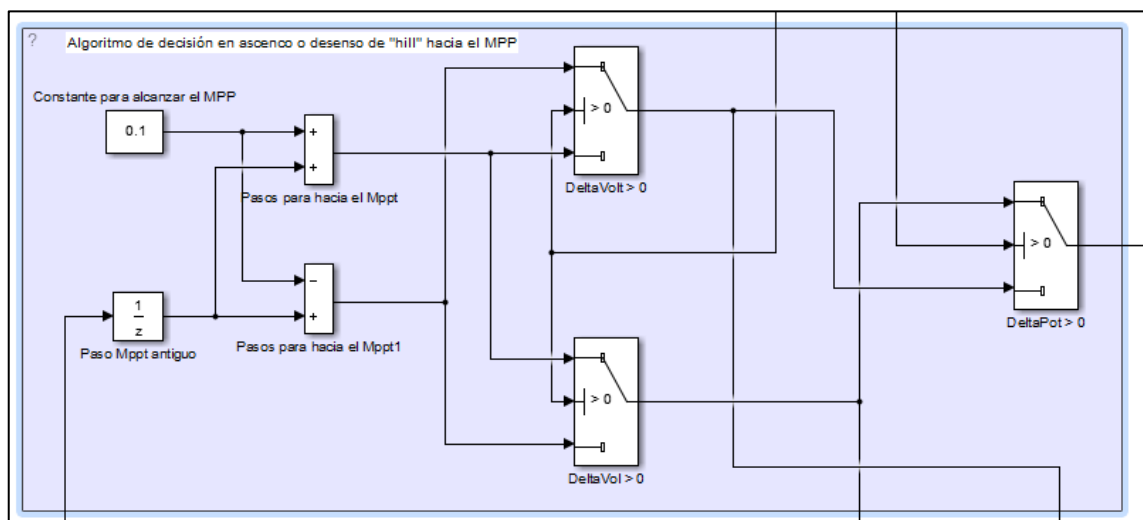 ?
Algoritmo de decisión en ascenco o desenso de "hill" hacia el MPP
Constante para alcanzar el MPP
0.1
+
+
Pasos para hacia el Mppt
−
+
Pasos para hacia el Mppt1
1
z
Paso Mppt antiguo
> 0
DeltaVolt > 0
> 0
DeltaVol > 0
> 0
DeltaPot > 0